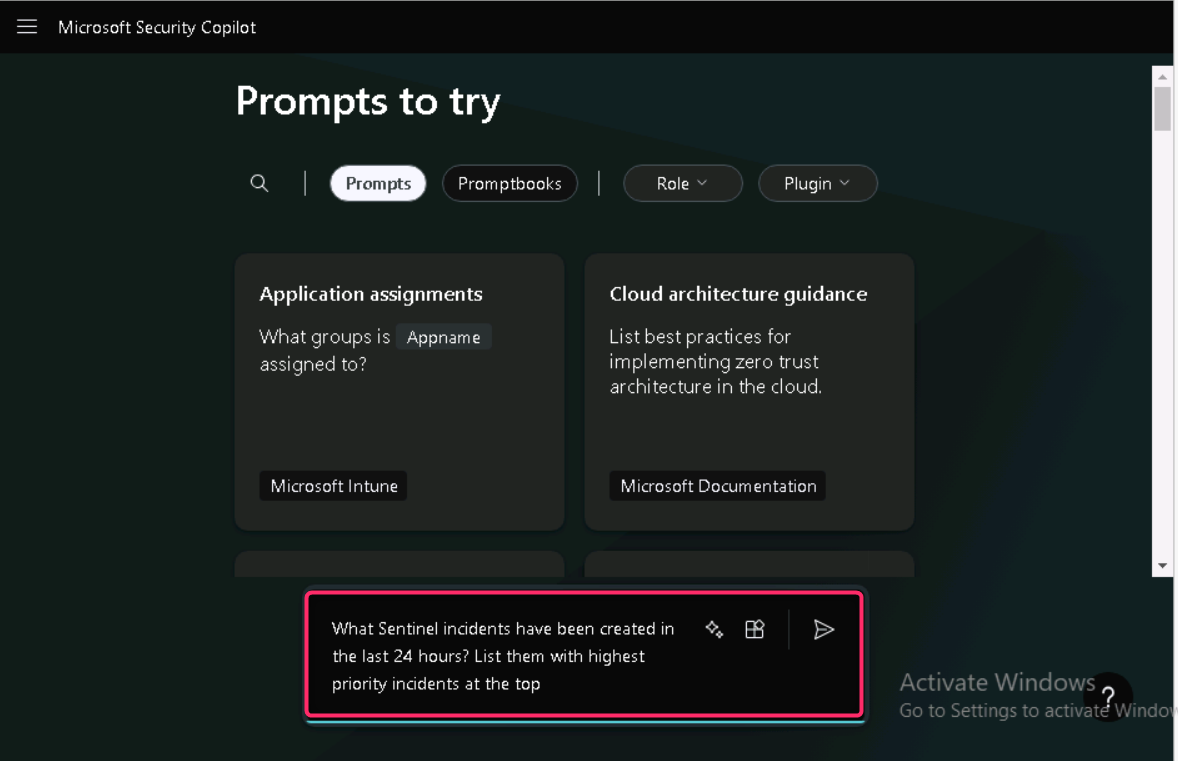 Microsoft Security Copilot
Prompts to try
Prompts
Promptbooks
Role
Plugin
Application assignments
What groups is Appname
assigned to?
Microsoft Intune
Cloud architecture guidance
List best practices for
implementing zero trust
architecture in the cloud.
Microsoft Documentation
What Sentinel incidents have been created in
the last 24 hours? List them with highest
priority incidents at the top
Activate Windows
?
Go to Settings to activate Window